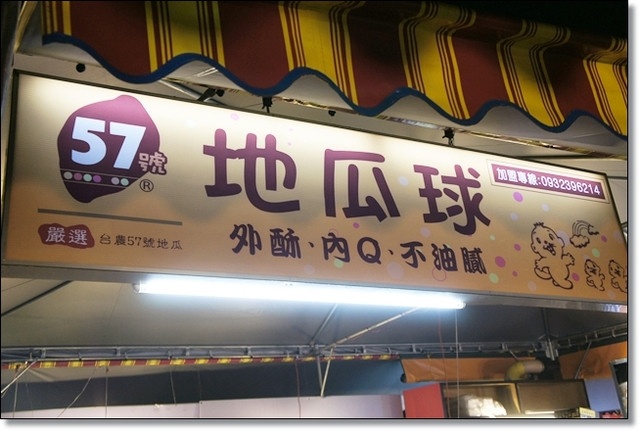 57號®
地瓜球
加盟專線:0932396214
外酥、內Q、不油膩
嚴選 台農57號地瓜